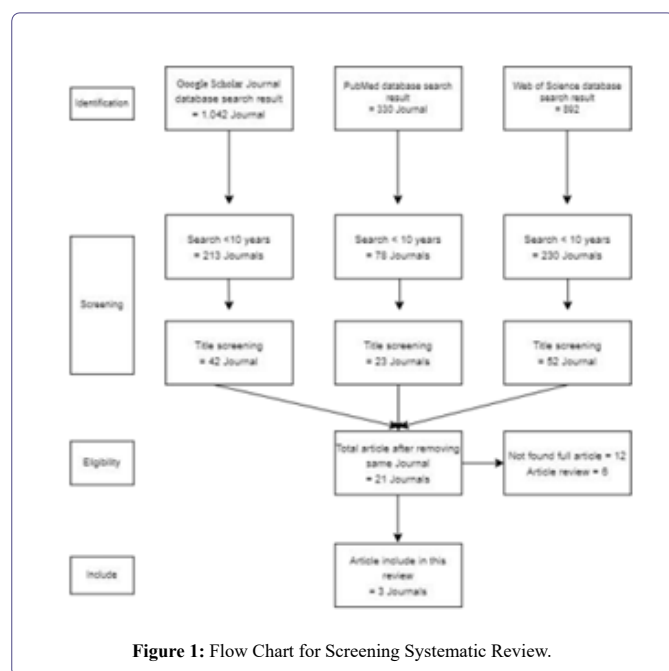 Identification
Google Scholar Journal
database search result
= 1.042 Journal
PubMed database search
result
= 330 Journal
Web of Science database
search result
= 892
Screening
Search <10 years
= 213 Journals
Search < 10 years
= 78 Journals
Search < 10 years
= 230 Journals
Title screening
= 42 Journal
Title screening
= 23 Journals
Title screening
= 52 Journal
Eligibility
Total article after removing
same Journal
= 21 Journals
Not found full article = 12
Article review = 6
Include
Article include in this
review
= 3 Journals
Figure 1: Flow Chart for Screening Systematic Review.